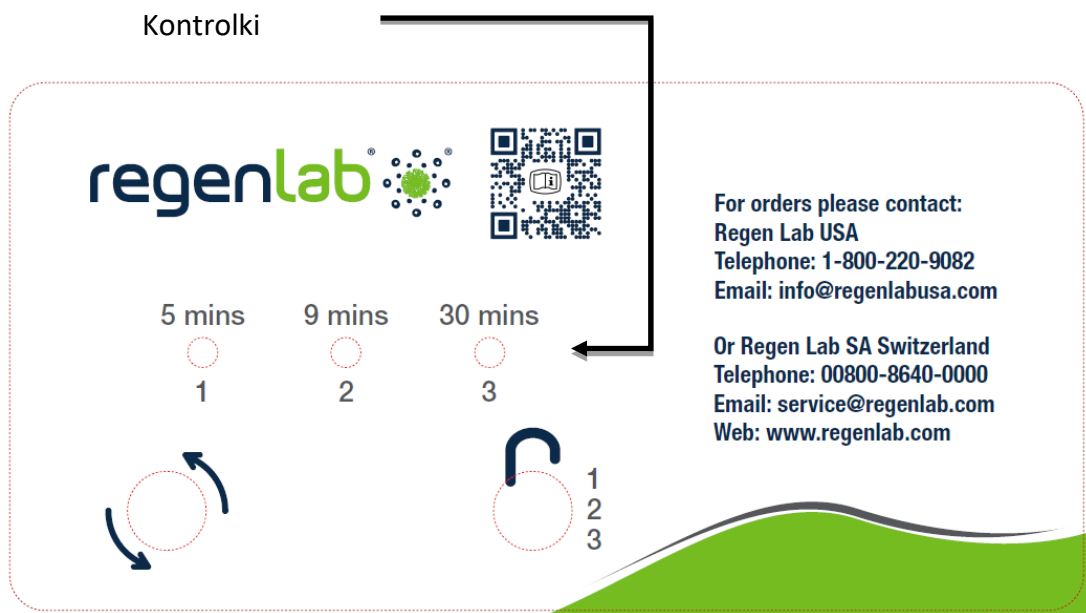 Kontrolki
regenlab® ®
For orders please contact:
Regen Lab USA
Telephone: 1-800-220-9082
Email: info@regenlabusa.com
Or Regen Lab SA Switzerland
Telephone: 00800-8640-0000
Email: service@regenlab.com
Web: www.regenlab.com
5 mins 9 mins 30 mins
1 2 3
1
2
3